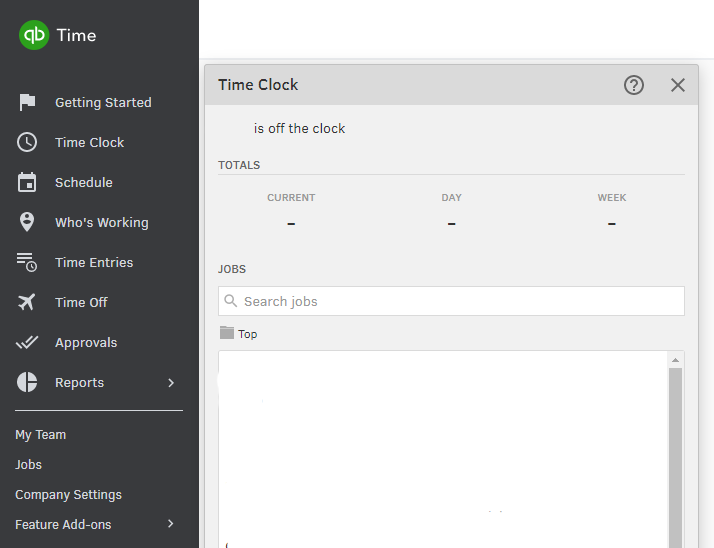 qb Time
Getting Started
Time Clock
Schedule
Who's Working
Time Entries
Time Off
Approvals
Reports
My Team
Jobs
Company Settings
Feature Add-ons
Time Clock
is off the clock
TOTALS
CURRENT DAY WEEK
– – –
JOBS
Search jobs
Top